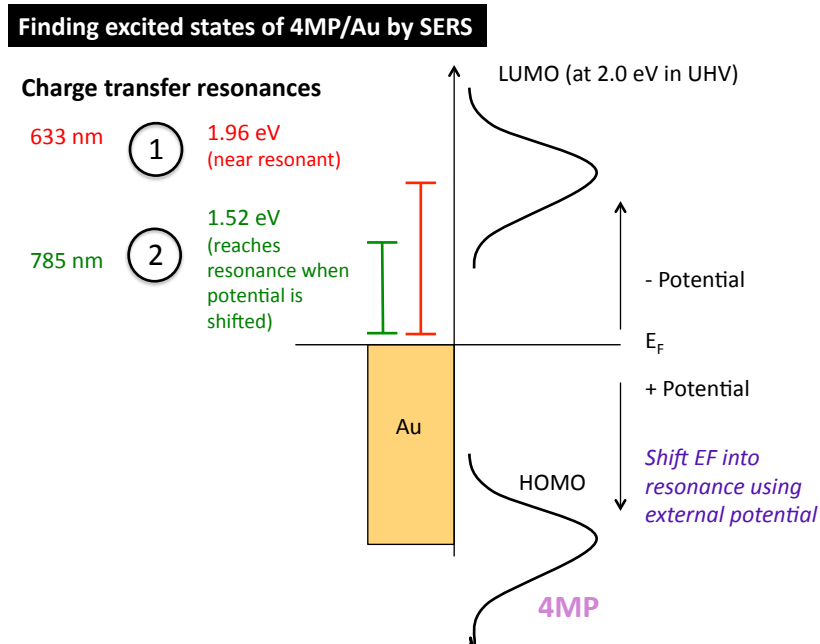 Finding excited states of 4MP/Au by SERS
Charge transfer resonances
633 nm
1
1.96 eV
(near resonant)
785 nm
2
1.52 eV
(reaches
resonance when
potential is
shifted)
LUMO (at 2.0 eV in UHV)
- Potential
E_F
+ Potential
Au
HOMO
Shift EF into
resonance using
external potential
4MP